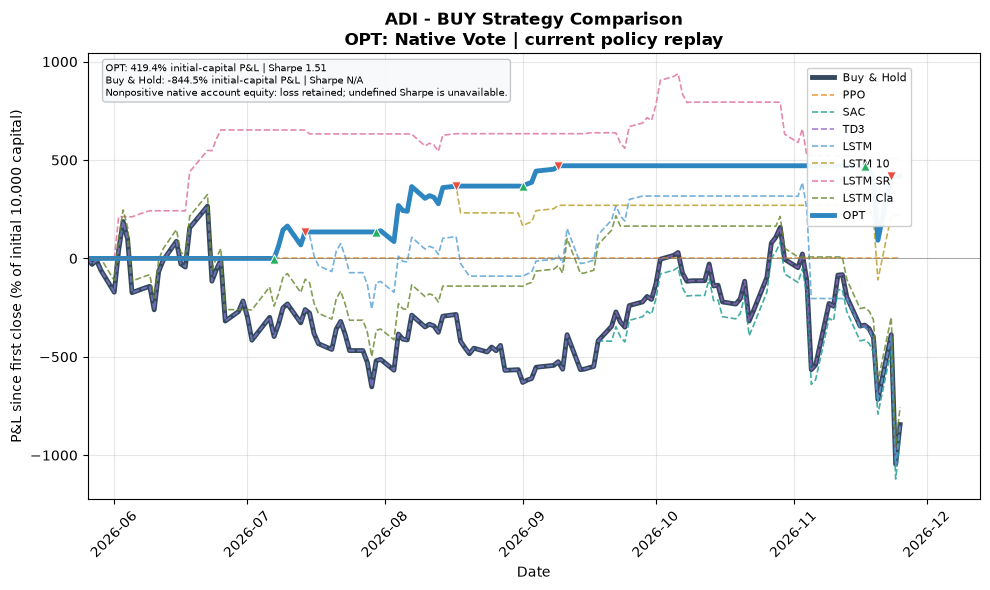 ADI - BUY Strategy Comparison
OPT: Native Vote | current policy replay
OPT: 419.4% initial-capital P&L | Sharpe 1.51
Buy & Hold: -844.5% initial-capital P&L | Sharpe N/A
Nonpositive native account equity: loss retained; undefined Sharpe is unavailable.
Buy & Hold
PPO
SAC
TD3
LSTM
LSTM 10
LSTM SR
LSTM Cla
OPT
P&L since first close (% of initial 10,000 capital)
1000
500
0
−500
−1000
2026-06
2026-07
2026-08
2026-09
2026-10
2026-11
2026-12
Date